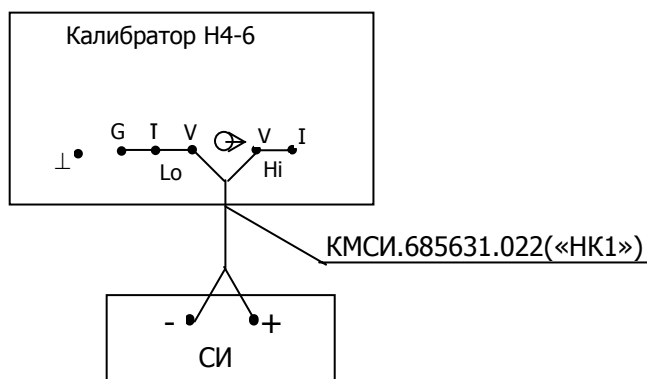 Калибратор Н4-6
G I V V I
⊥ Lo Hi
КМСИ.685631.022(«НК1»)
- +
СИ